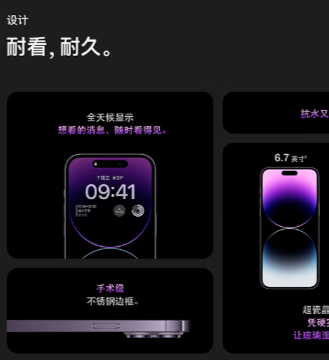 设计
耐看，耐久。
全天候显示
想看的消息，随时看得见。
09:41
手术级
不锈钢边框。
抗水又
6.7 英寸
超瓷晶
凭硬
让玻璃面